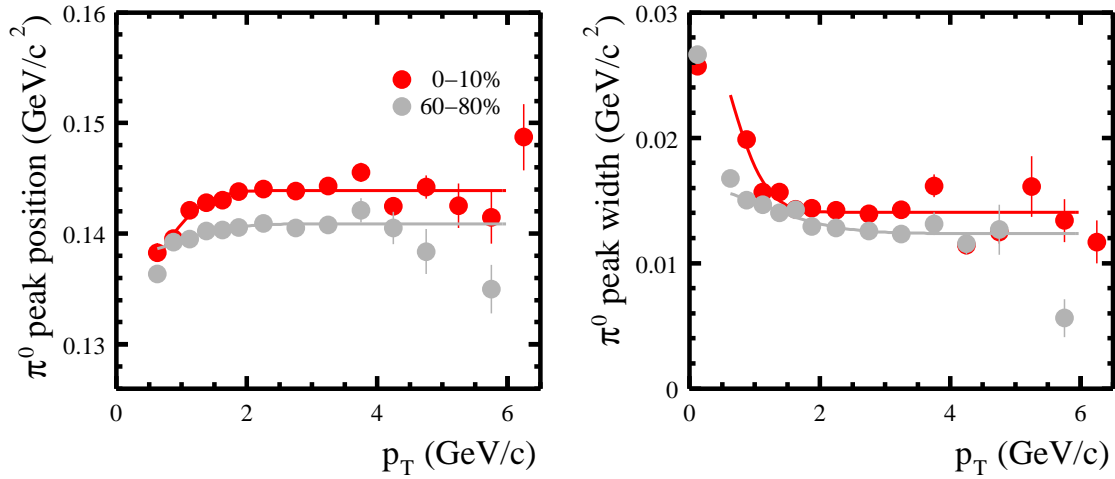 π⁰ peak position (GeV/c ²)
0.16
0.15
0.14
0.13
0–10%
60–80%
0 2 4 6
p_T (GeV/c)
π⁰ peak width (GeV/c ²)
0.03
0.02
0.01
0
0 2 4 6
p_T (GeV/c)